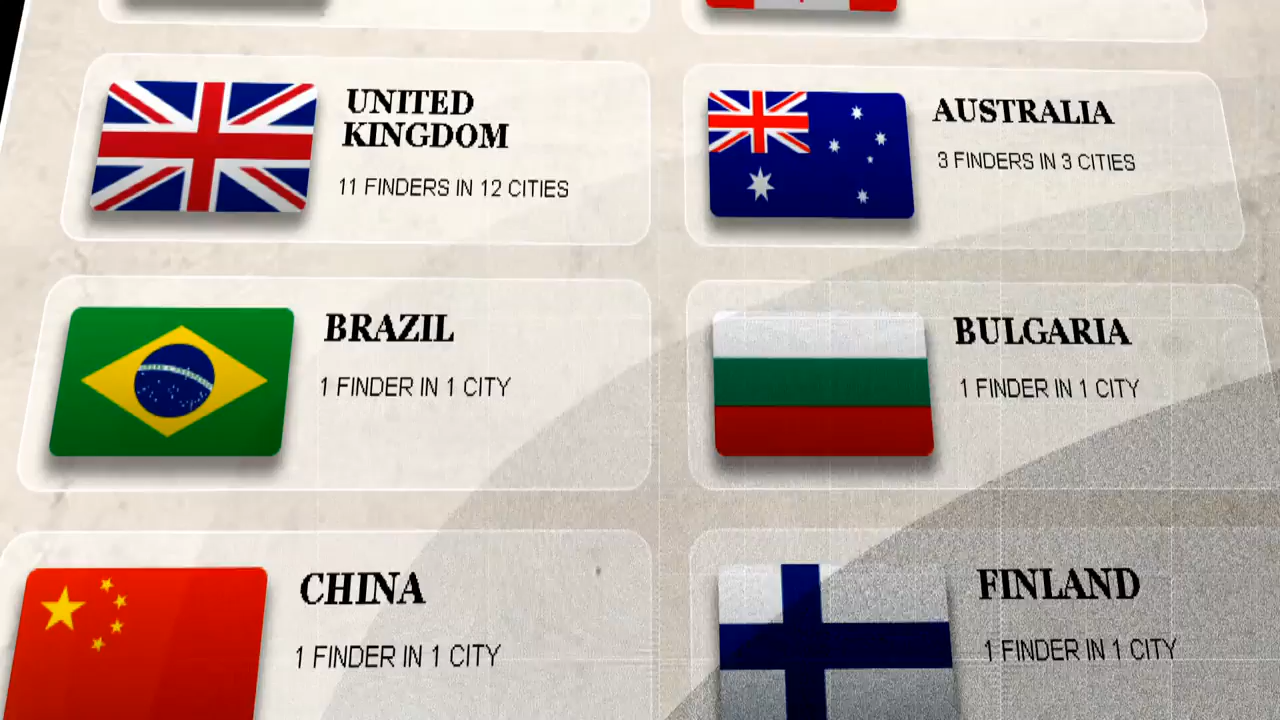 UNITED
KINGDOM
11 FINDERS IN 12 CITIES
AUSTRALIA
3 FINDERS IN 3 CITIES
BRAZIL
1 FINDER IN 1 CITY
BULGARIA
1 FINDER IN 1 CITY
CHINA
1 FINDER IN 1 CITY
FINLAND
1 FINDER IN 1 CITY